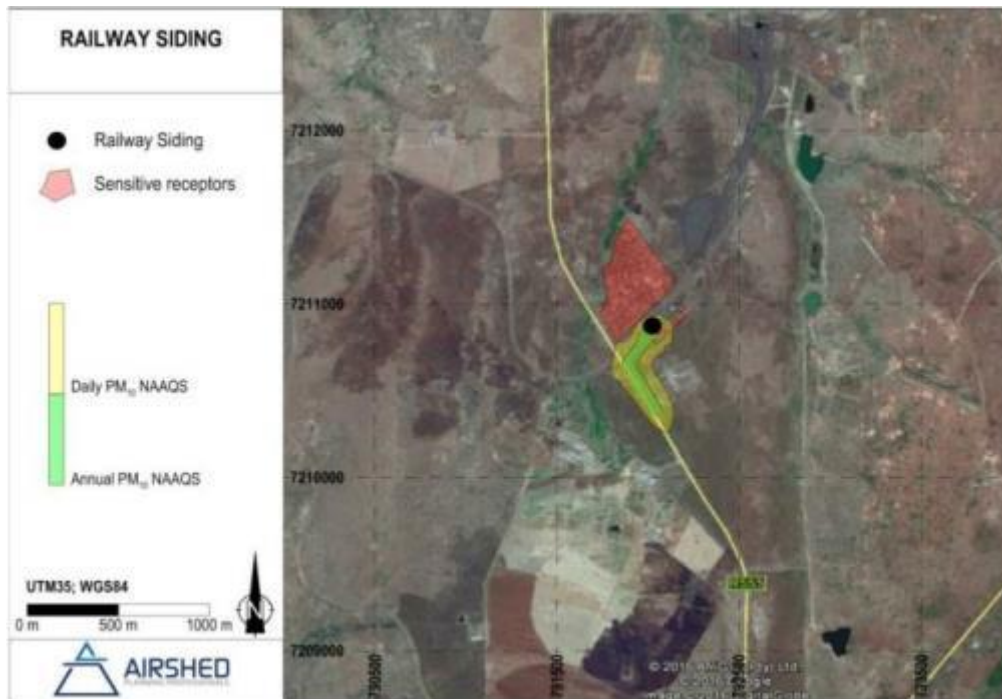 RAILWAY SIDING
Railway Siding
Sensitive receptors
Daily PM₁₀ NAAQS
Annual PM₁₀ NAAQS
UTM35; WGS84
0 m 500 m 1000 m
N
AIRSHED
7212000
7211000
7210000
7209000